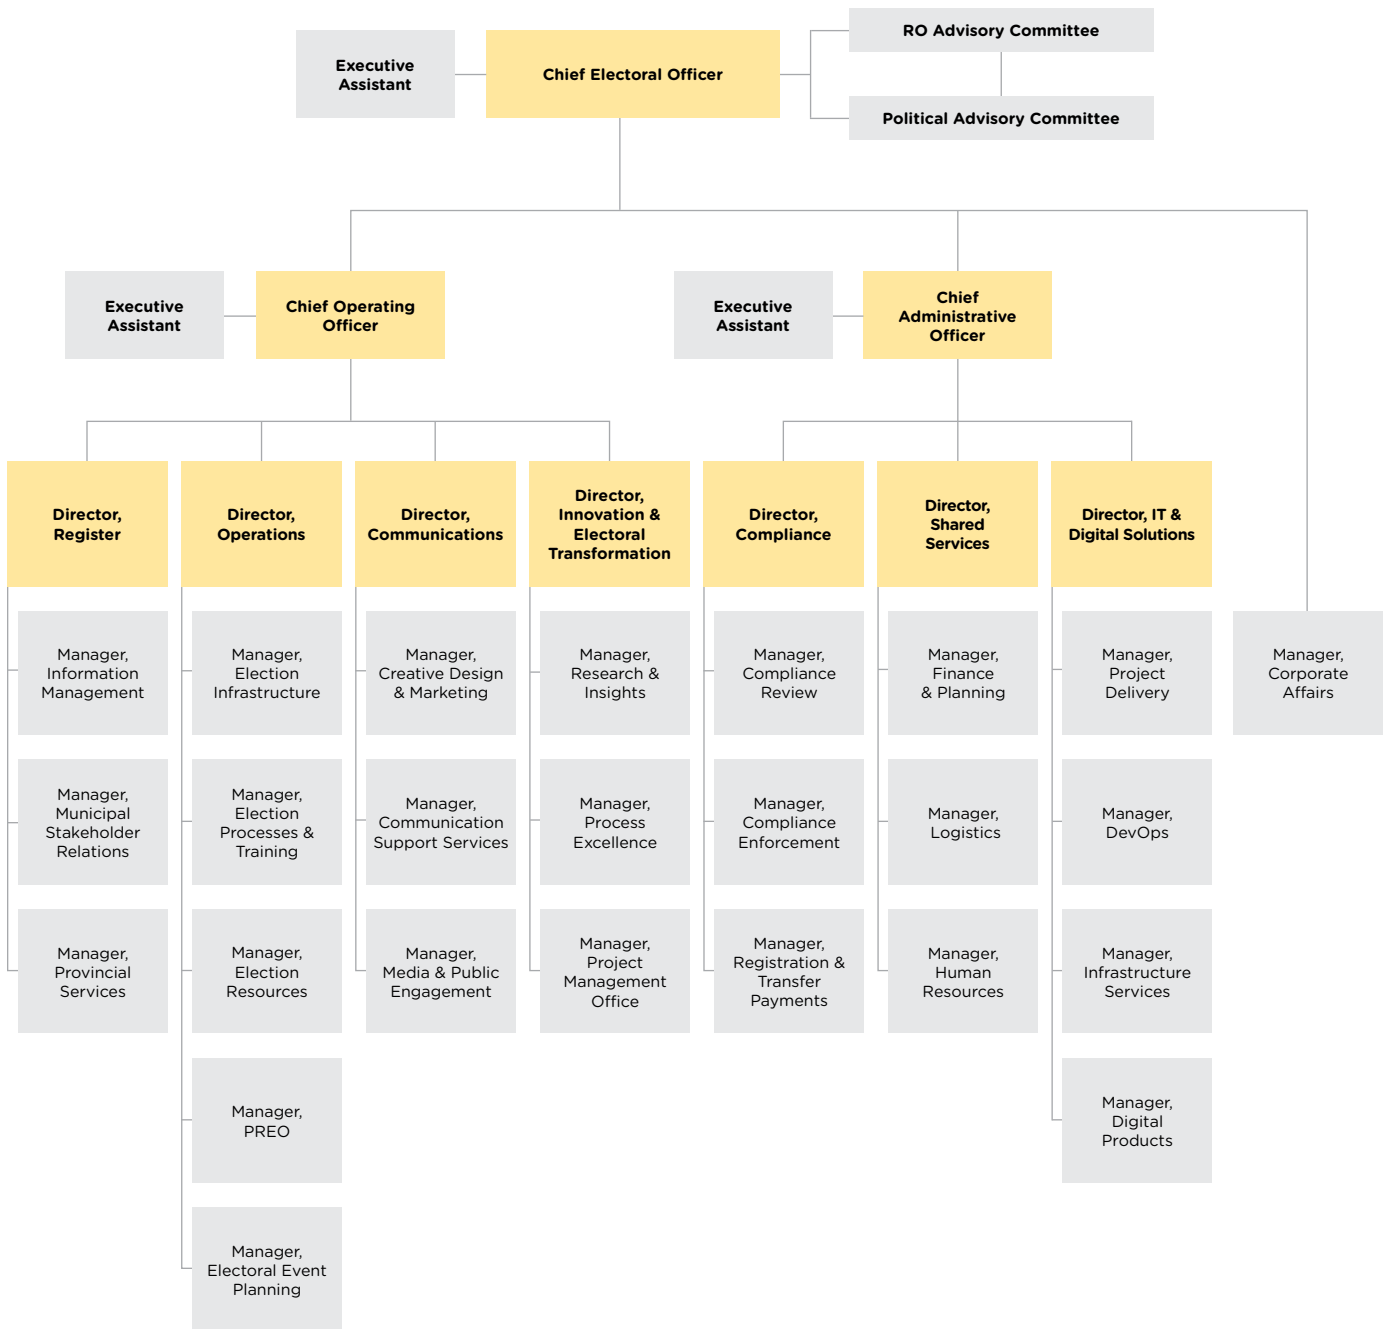 Executive
Assistant
Chief Electoral Officer
RO Advisory Committee
Political Advisory Committee
Executive
Assistant
Chief Operating
Officer
Executive
Assistant
Chief
Administrative
Officer
Director,
Register
Director,
Operations
Director,
Communications
Director,
Innovation &
Electoral
Transformation
Director,
Compliance
Director,
Shared
Services
Director, IT &
Digital Solutions
Manager,
Information
Management
Manager,
Election
Infrastructure
Manager,
Creative Design
& Marketing
Manager,
Research &
Insights
Manager,
Compliance
Review
Manager,
Finance
& Planning
Manager,
Project
Delivery
Manager,
Corporate
Affairs
Manager,
Municipal
Stakeholder
Relations
Manager,
Election
Processes &
Training
Manager,
Communication
Support Services
Manager,
Process
Excellence
Manager,
Compliance
Enforcement
Manager,
Logistics
Manager,
DevOps
Manager,
Provincial
Services
Manager,
Election
Resources
Manager,
Media & Public
Engagement
Manager,
Project
Management
Office
Manager,
Registration &
Transfer
Payments
Manager,
Human
Resources
Manager,
Infrastructure
Services
Manager,
PREO
Manager,
Digital
Products
Manager,
Electoral Event
Planning